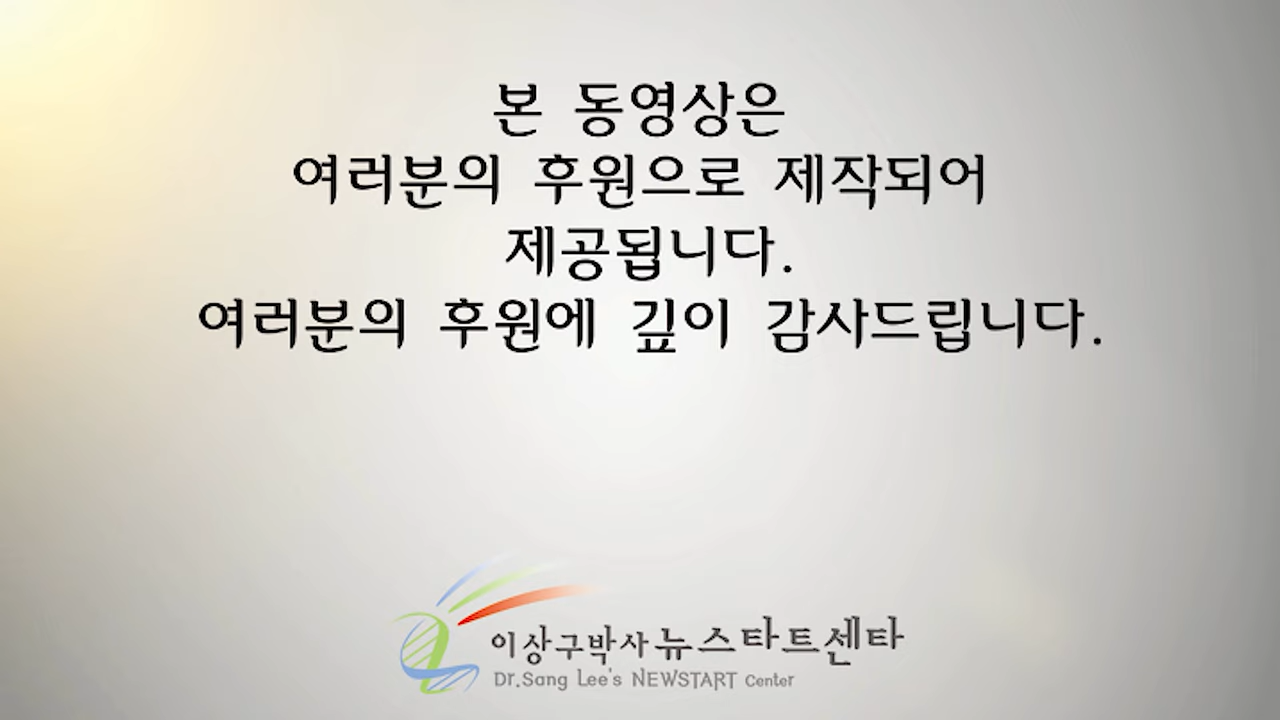 본 동영상은
여러분의 후원으로 제작되어
제공됩니다.
여러분의 후원에 깊이 감사드립니다.
이상구박사뉴스타트센타
Dr.Sang Lee's NEWSTART Center